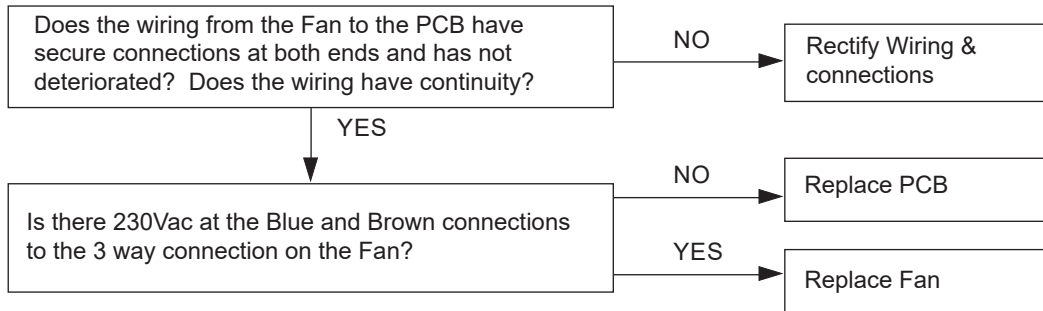 Does the wiring from the Fan to the PCB have
secure connections at both ends and has not
deteriorated?  Does the wiring have continuity?
NO
Rectify Wiring &
connections
YES
Is there 230Vac at the Blue and Brown connections
to the 3 way connection on the Fan?
NO
Replace PCB
YES
Replace Fan